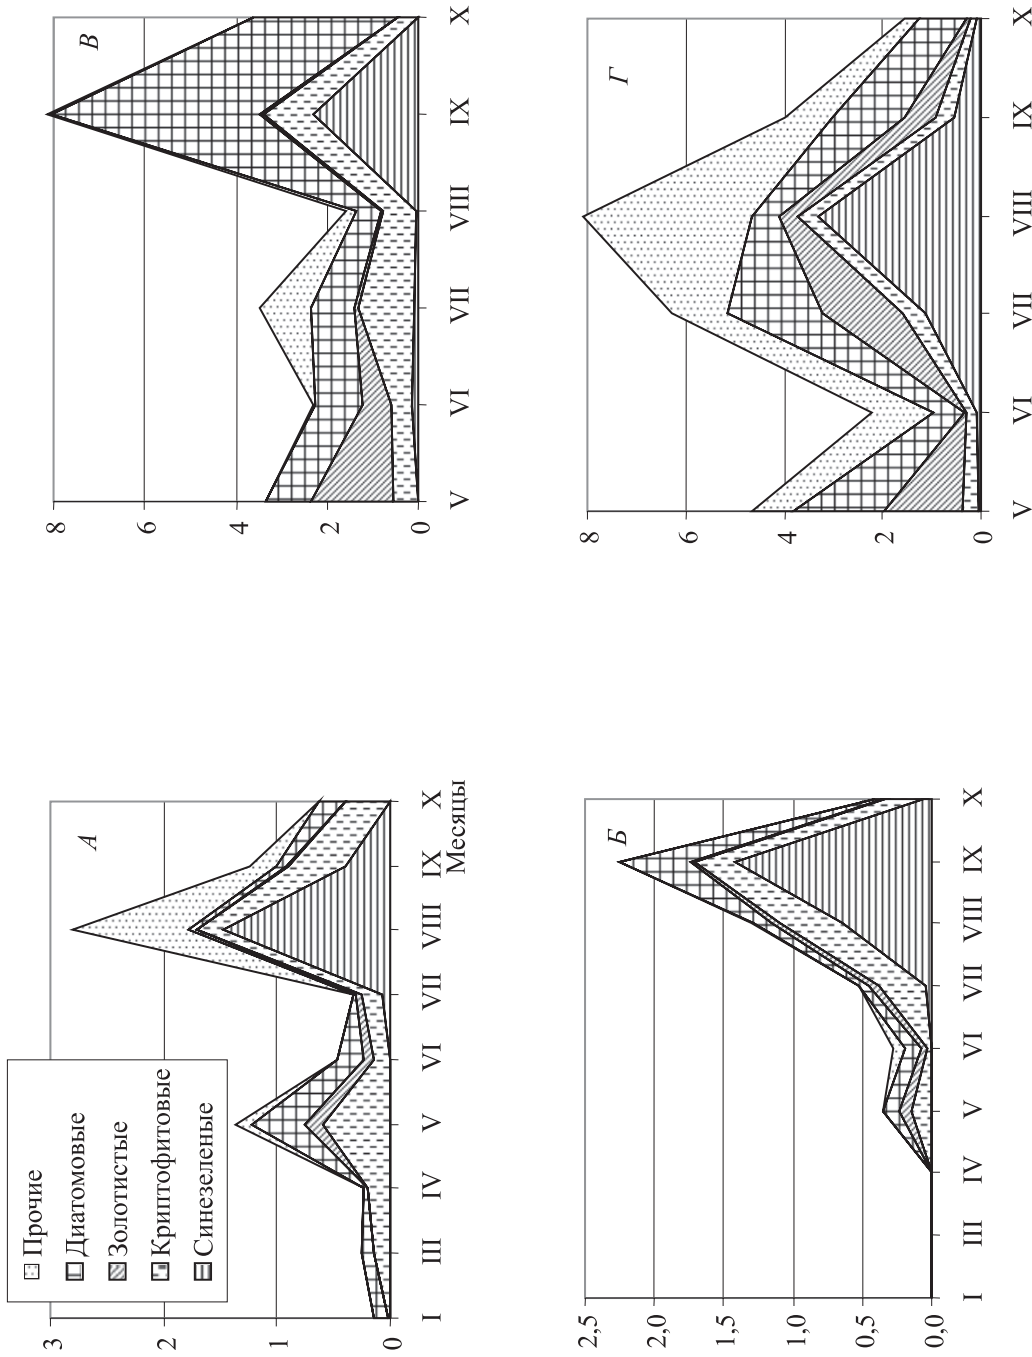 Прочие
Диатомовые
Золотистые
Криптофитовые
Синезеленые
А
3
2
1
0
I
III
IV
V
VI
VII
VIII
IX
X
Месяцы
В
8
6
4
2
0
V
VI
VII
VIII
IX
X
Б
2,5
2,0
1,5
1,0
0,5
0,0
I
III
IV
V
VI
VII
VIII
IX
X
Г
8
6
4
2
0
V
VI
VII
VIII
IX
X